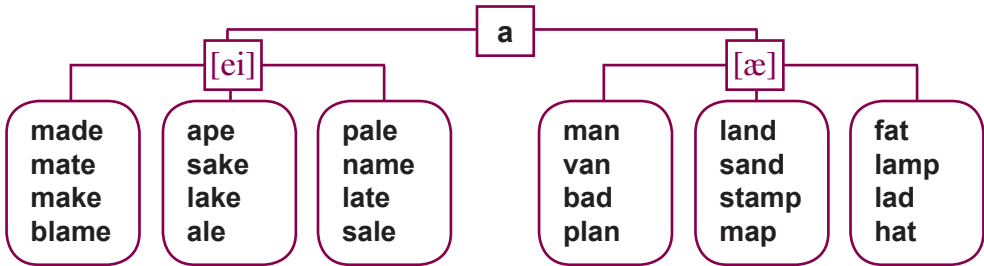 a
[ei]
[æ]
made
mate
make
blame
ape
sake
lake
ale
pale
name
late
sale
man
van
bad
plan
land
sand
stamp
map
fat
lamp
lad
hat